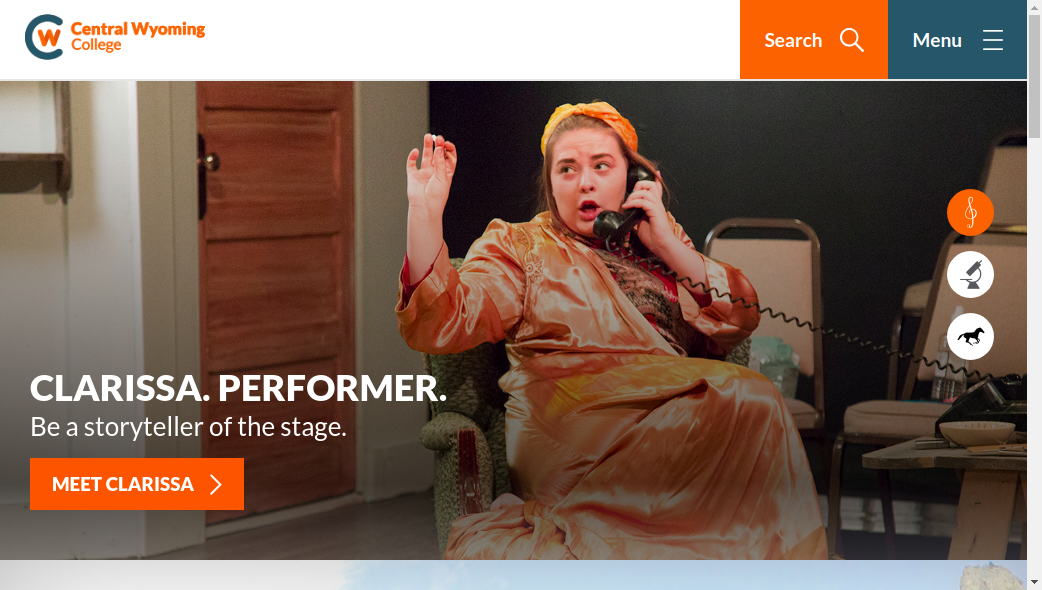 Central Wyoming
College
Search
Menu
CLARISSA. PERFORMER.
Be a storyteller of the stage.
MEET CLARISSA